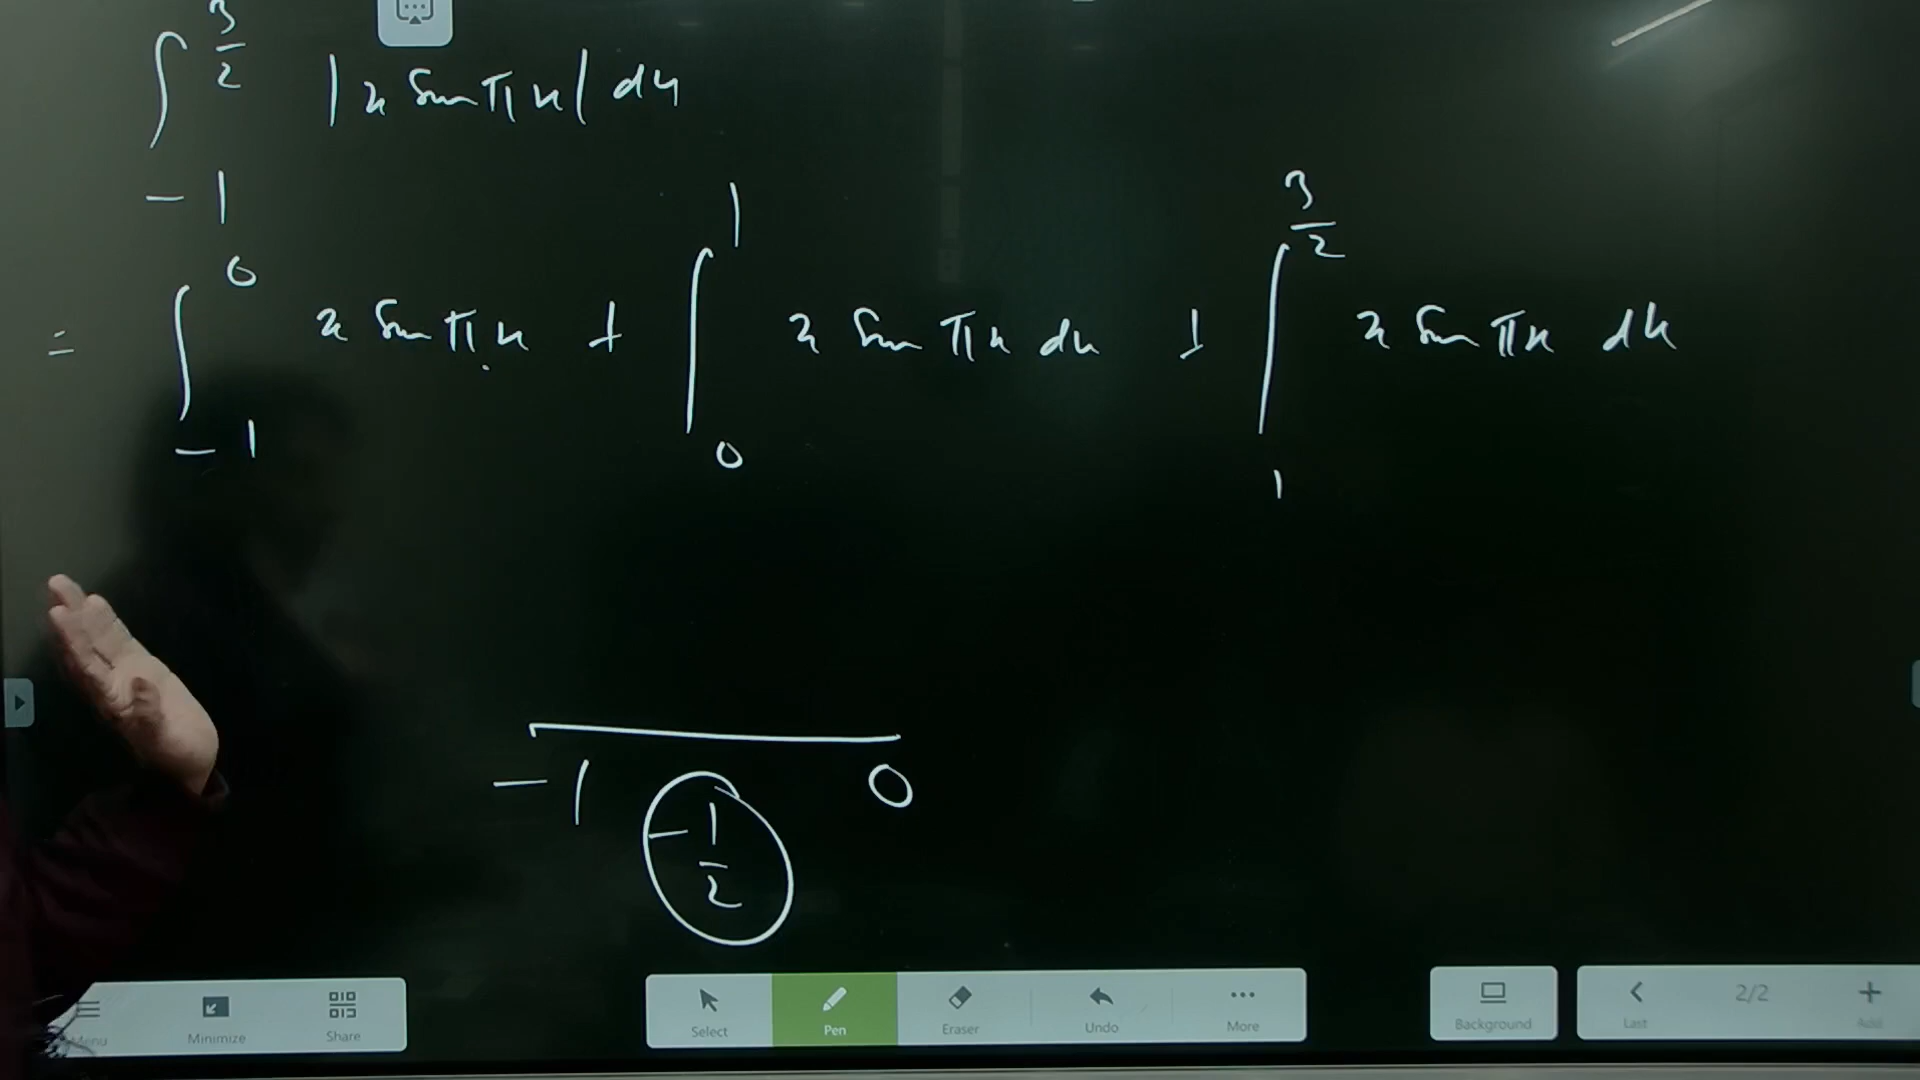 ∫_{-1}^{3/2} |x sin πx| dx
= ∫_{-1}^{0} x sin πx + ∫_{0}^{1} x sin πx dx + ∫_{1}^{3/2} x sin πx dx
-1 -1/2 0
Menu Minimize Share Select Pen Eraser Undo More Background Last 2/2 Add